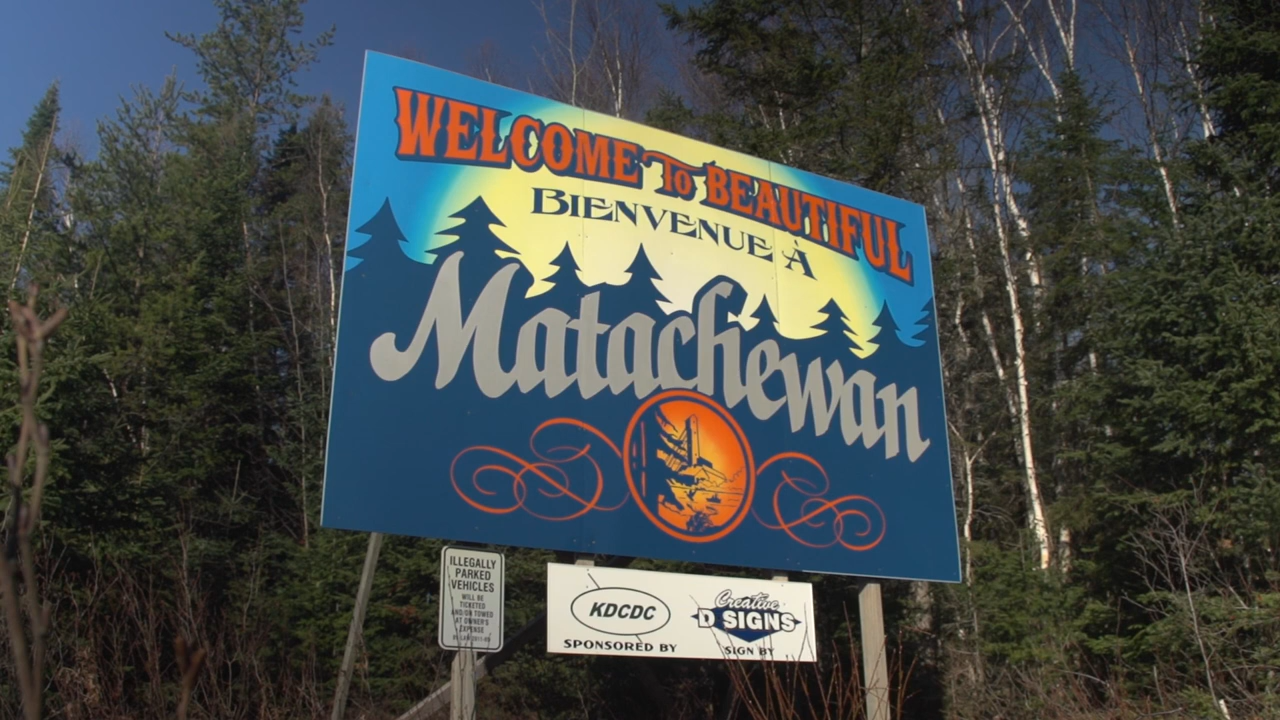 WELCOME TO BEAUTIFUL
BIENVENUE À
Matachewan
ILLEGALLY
PARKED
VEHICLES
WILL BE
TICKETED
AND/OR TOWED
AT OWNER'S
EXPENSE
KDCDC
SPONSORED BY
Creative
D SIGNS
SIGN BY